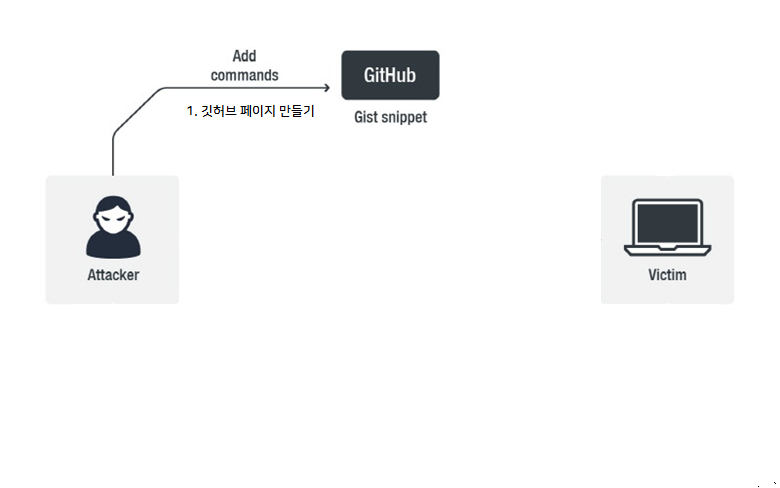 Add
commands
GitHub
1. 깃허브 페이지 만들기
Gist snippet
Attacker
Victim